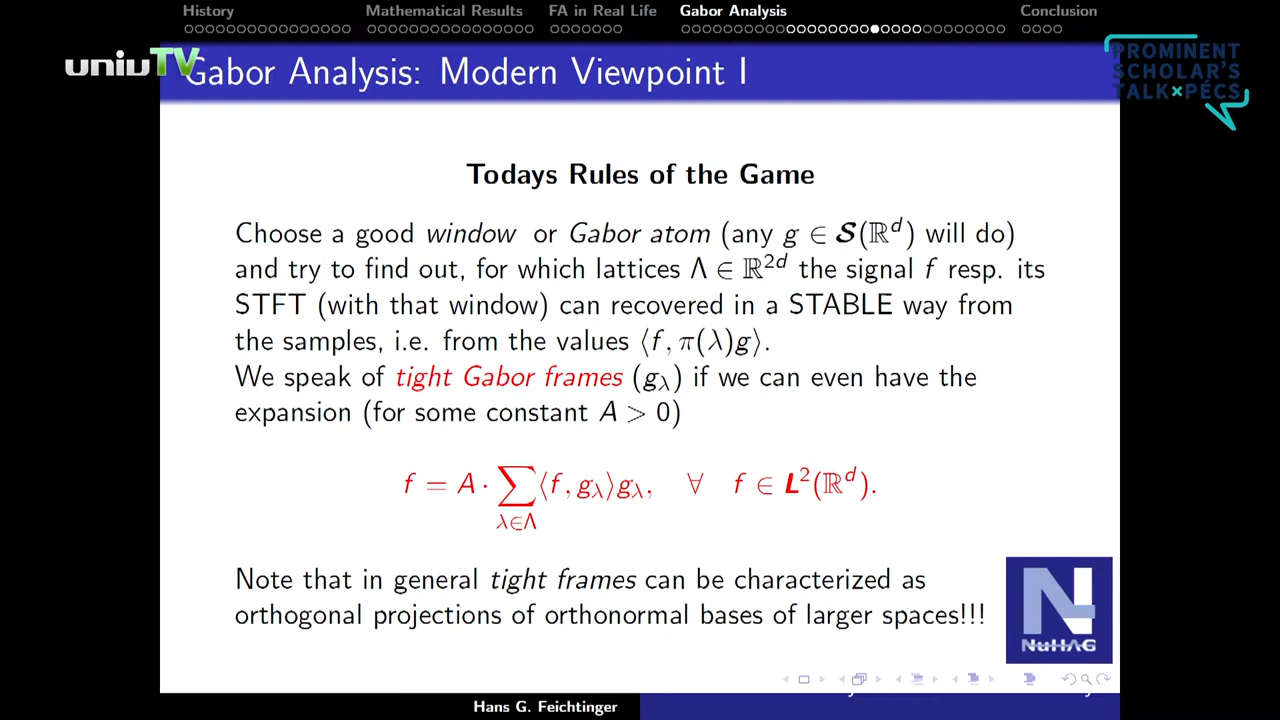 History Mathematical Results FA in Real Life Gabor Analysis Conclusion
uniuTV
PROMINENT
SCHOLAR'S
TALK×PÉCS
Gabor Analysis: Modern Viewpoint I
Todays Rules of the Game
Choose a good window or Gabor atom (any g ∈ S(ℝᵈ) will do)
and try to find out, for which lattices Λ ∈ ℝ²ᵈ the signal f resp. its
STFT (with that window) can recovered in a STABLE way from
the samples, i.e. from the values ⟨f, π(λ)g⟩.
We speak of tight Gabor frames (g_λ) if we can even have the
expansion (for some constant A > 0)
f = A · ∑_{λ∈Λ} ⟨f, g_λ⟩g_λ, ∀ f ∈ L²(ℝᵈ).
Note that in general tight frames can be characterized as
orthogonal projections of orthonormal bases of larger spaces!!!
N
NuHAG
Hans G. Feichtinger